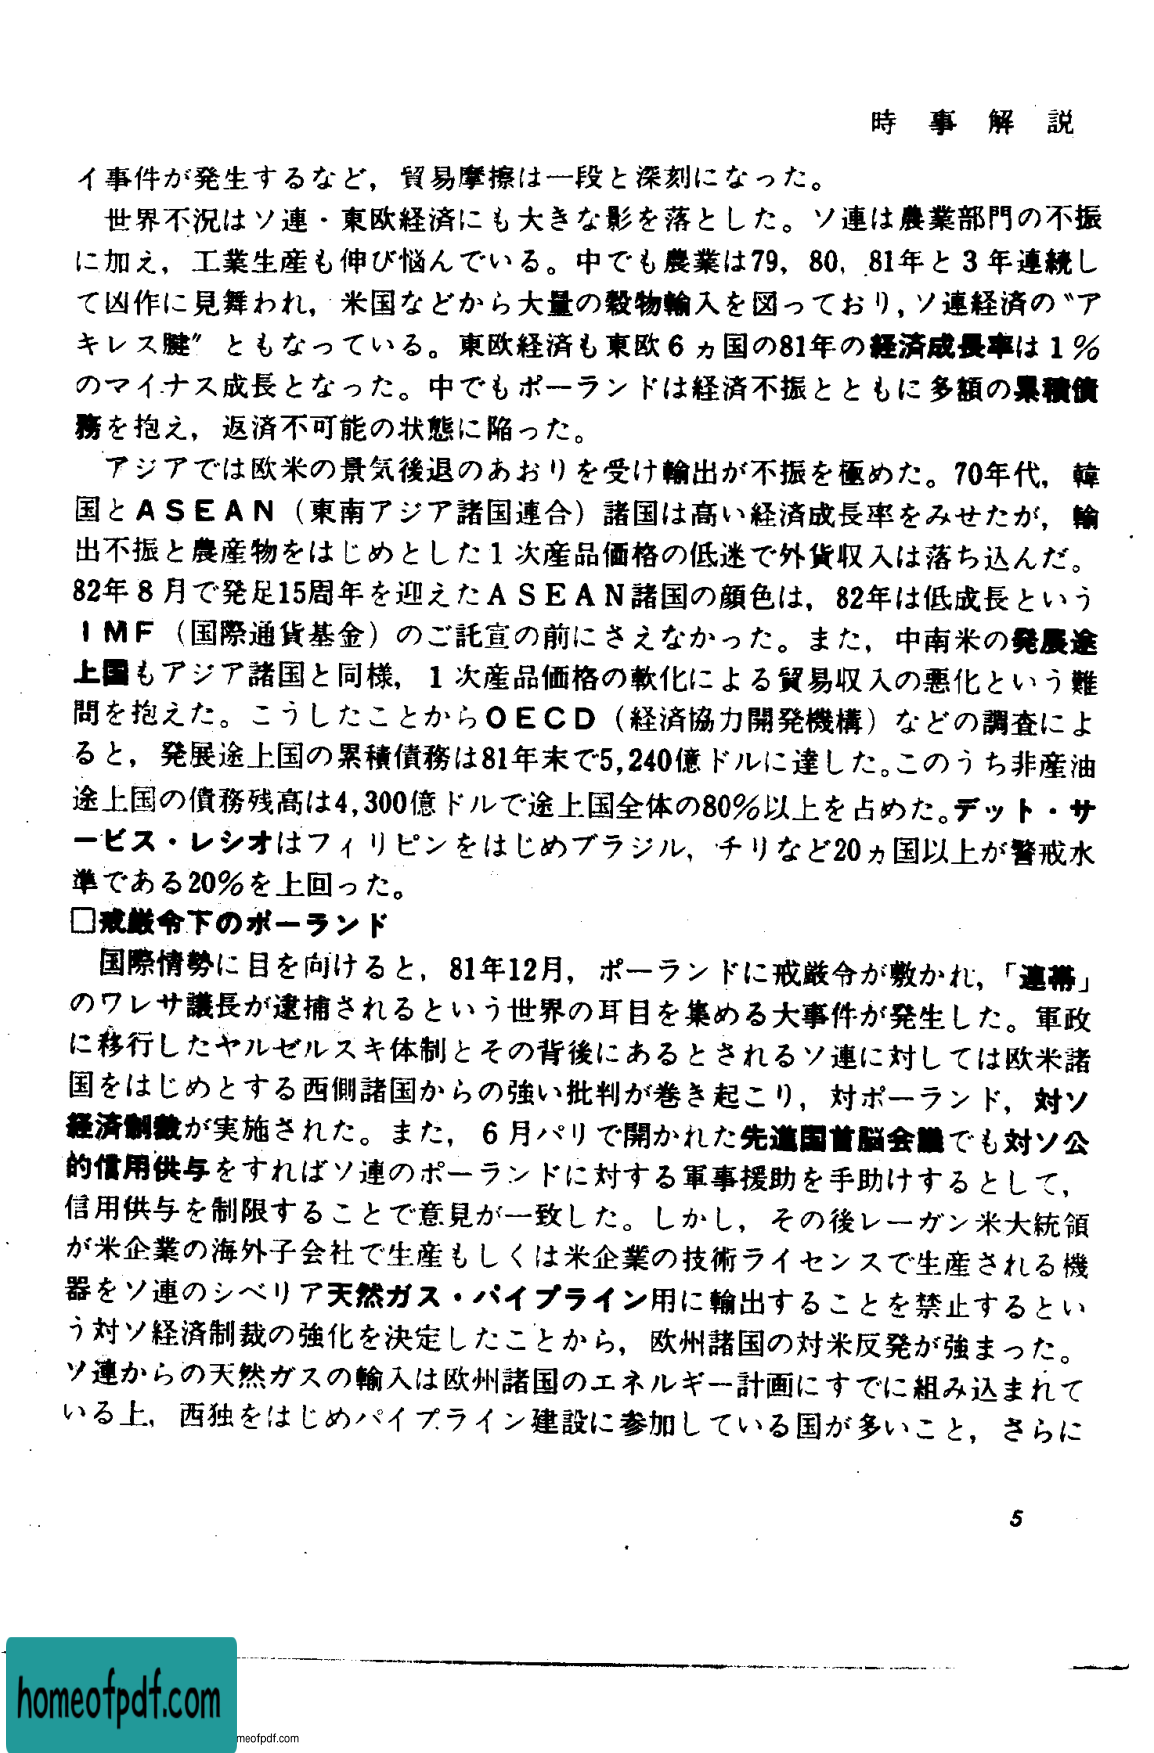 時事解説
イ事件が発生するなど，貿易摩擦は一段と深刻になった。
世界不況はソ連・東欧経済にも大きな影を落とした。ソ連は農業部門の不振
に加え，工業生産も伸び悩んでいる。中でも農業は79，80，81年と3年連続し
て凶作に見舞われ，米国などから大量の穀物輸入を図っており，ソ連経済の〝ア
キレス腱〞ともなっている。東欧経済も東欧6ヵ国の81年の経済成長率は1％
のマイナス成長となった。中でもポーランドは経済不振とともに多額の累積債
務を抱え，返済不可能の状態に陥った。
アジアでは欧米の景気後退のあおりを受け輸出が不振を極めた。70年代，韓
国とASEAN（東南アジア諸国連合）諸国は高い経済成長率をみせたが，輸
出不振と農産物をはじめとした1次産品価格の低迷で外貨収入は落ち込んだ。
82年8月で発足15周年を迎えたASEAN諸国の顔色は，82年は低成長という
IMF（国際通貨基金）のご託宣の前にさえなかった。また，中南米の発展途
上国もアジア諸国と同様，1次産品価格の軟化による貿易収入の悪化という難
問を抱えた。こうしたことからOECD（経済協力開発機構）などの調査によ
ると，発展途上国の累積債務は81年末で5,240億ドルに達した。このうち非産油
途上国の債務残高は4,300億ドルで途上国全体の80％以上を占めた。デット・サ
ービス・レシオはフィリピンをはじめブラジル，チリなど20ヵ国以上が警戒水
準である20％を上回った。
□戒厳令下のポーランド
国際情勢に目を向けると，81年12月，ポーランドに戒厳令が敷かれ，「連帯」
のワレサ議長が逮捕されるという世界の耳目を集める大事件が発生した。軍政
に移行したヤルゼルスキ体制とその背後にあるとされるソ連に対しては欧米諸
国をはじめとする西側諸国からの強い批判が巻き起こり，対ポーランド，対ソ
経済制裁が実施された。また，6月パリで開かれた先進国首脳会議でも対ソ公
的信用供与をすればソ連のポーランドに対する軍事援助を手助けするとして，
信用供与を制限することで意見が一致した。しかし，その後レーガン米大統領
が米企業の海外子会社で生産もしくは米企業の技術ライセンスで生産される機
器をソ連のシベリア天然ガス・パイプライン用に輸出することを禁止するとい
う対ソ経済制裁の強化を決定したことから，欧州諸国の対米反発が強まった。
ソ連からの天然ガスの輸入は欧州諸国のエネルギー計画にすでに組み込まれて
いる上，西独をはじめパイプライン建設に参加している国が多いこと，さらに
5
homeofpdf.com
meofpdf.com